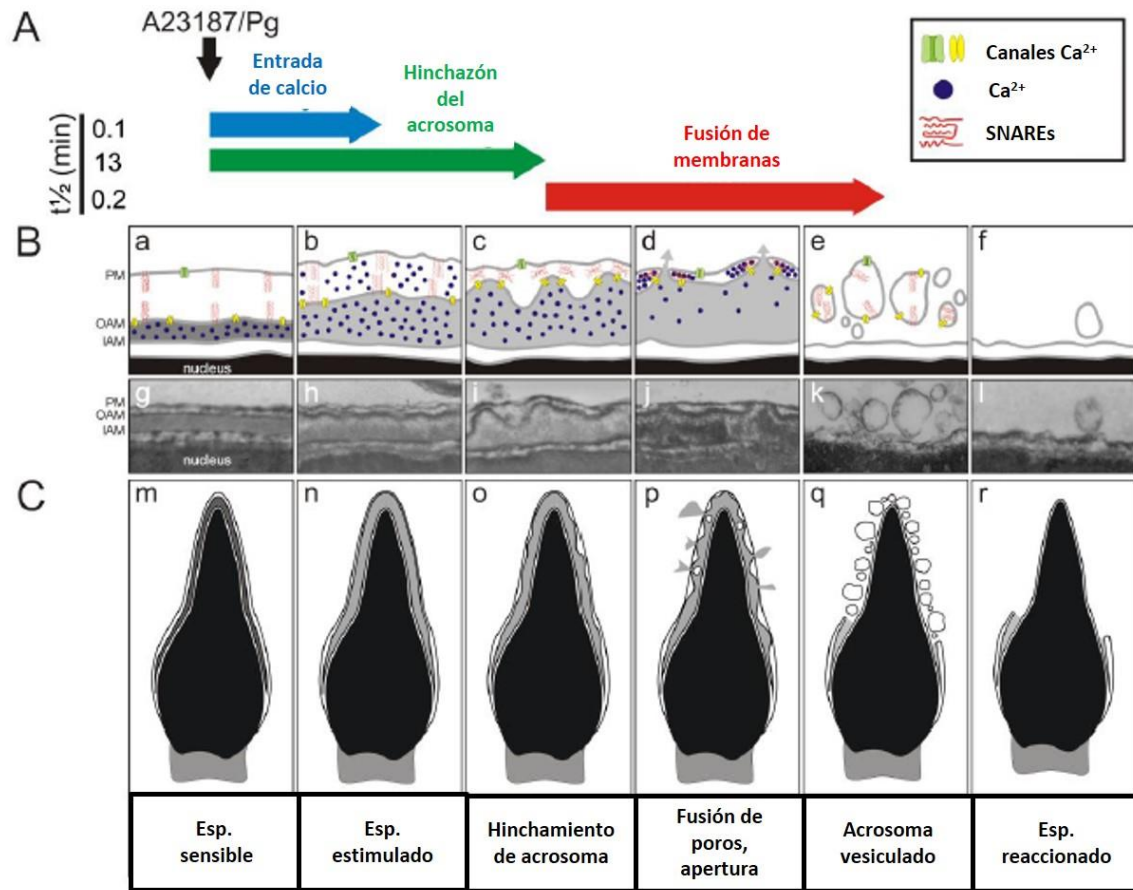 A
A23187/Pg
Entrada
de calcio
Hinchazón
del
acrosoma
Fusión de
membranas
t½ (min)
0.1
13
0.2
Canales Ca²⁺
Ca²⁺
SNAREs
B
a
b
c
d
e
f
PM
OAM
IAM
nucleus
g
h
i
j
k
l
PM
OAM
IAM
nucleus
C
m
n
o
p
q
r
Esp.
sensible
Esp.
estimulado
Hinchamiento
de acrosoma
Fusión de
poros,
apertura
Acrosoma
vesiculado
Esp.
reaccionado